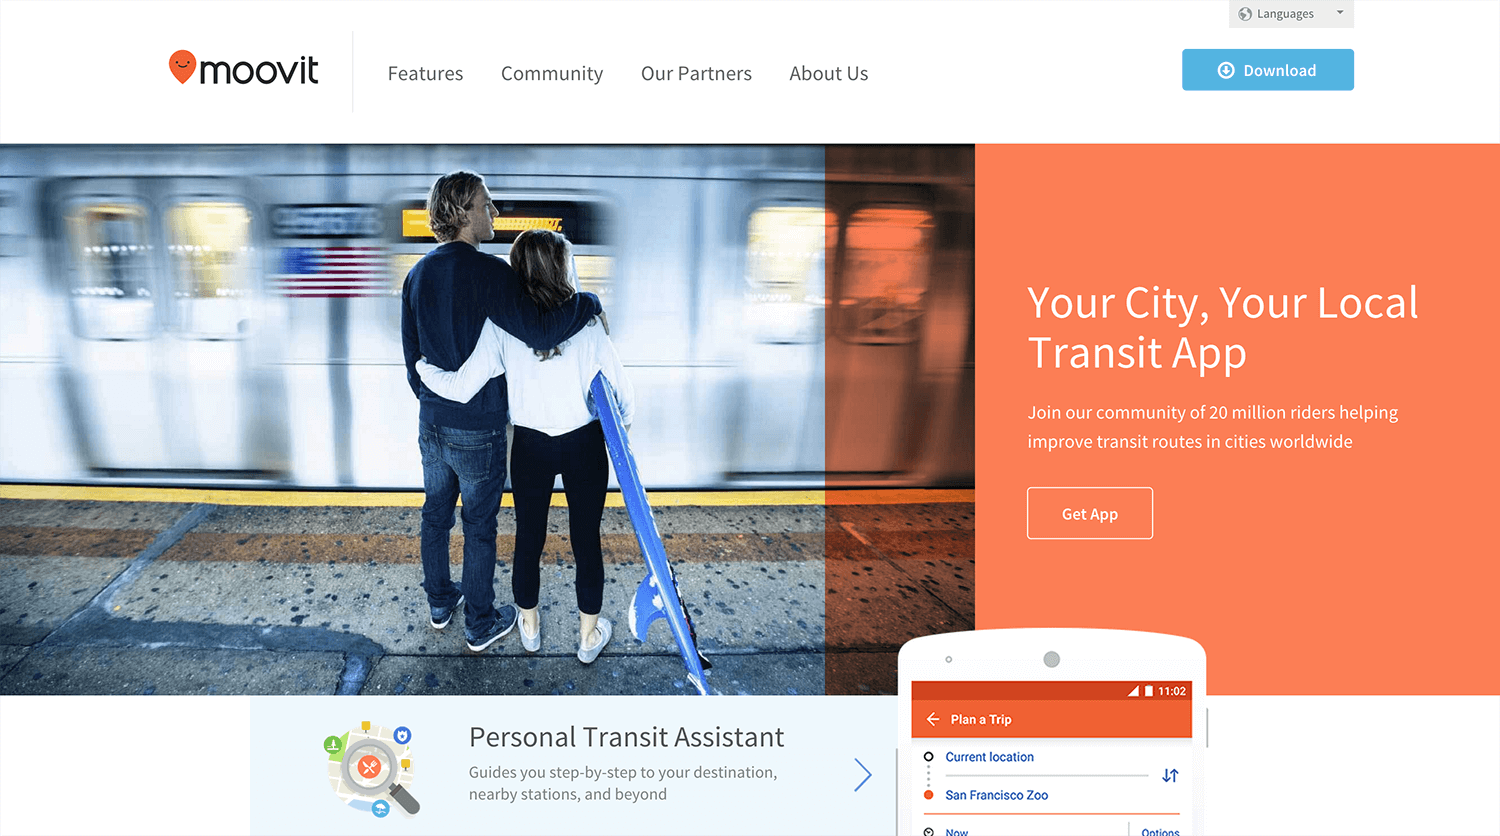 Languages
moovit
Features
Community
Our Partners
About Us
Download
Your City, Your Local
Transit App
Join our community of 20 million riders helping
improve transit routes in cities worldwide
Get App
Personal Transit Assistant
Guides you step-by-step to your destination,
nearby stations, and beyond
11:02
Plan a Trip
Current location
San Francisco Zoo
Now
Options